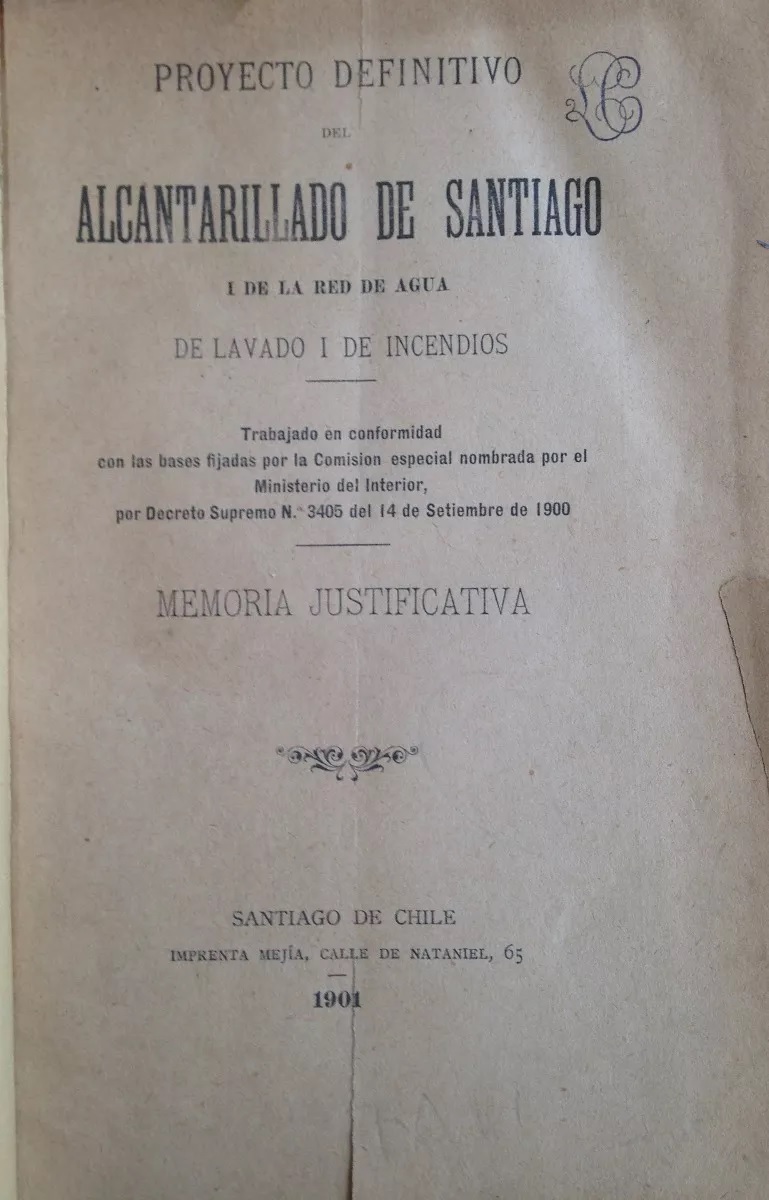 PROYECTO DEFINITIVO
DEL
ALCANTARILLADO DE SANTIAGO
I DE LA RED DE AGUA
DE LAVADO I DE INCENDIOS
Trabajado en conformidad
con las bases fijadas por la Comision especial nombrada por el
Ministerio del Interior,
por Decreto Supremo N.º 3405 del 14 de Setiembre de 1900
MEMORIA JUSTIFICATIVA
SANTIAGO DE CHILE
IMPRENTA MEJÍA, CALLE DE NATANIEL, 65
1901